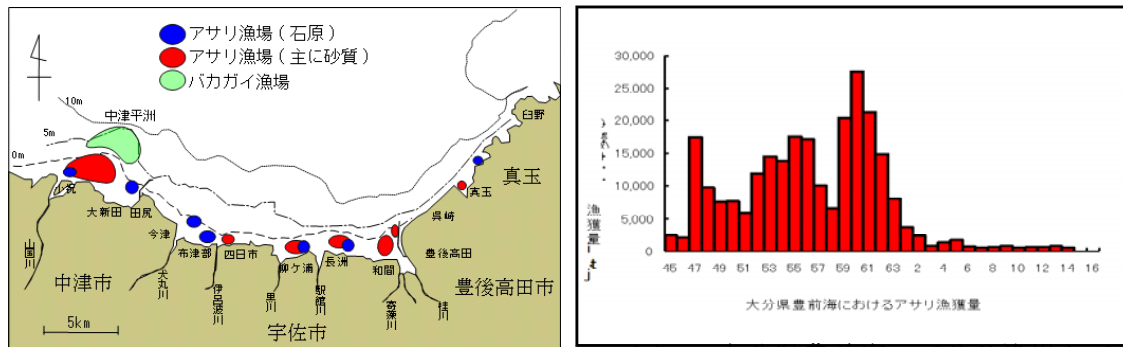 アサリ漁場（石原）
アサリ漁場（主に砂質）
バカガイ漁場
10m
中津平洲
5m
0m
小祝
大新田
田尻
今津
布津部
四日市
柳ケ浦
長洲
和間
呉崎
真玉
臼野
真玉
豊後高田
豊後高田市
中津市
宇佐市
山国川
犬丸川
伊呂波川
黒川
駅館川
寄藻川
桂川
5km
30,000
25,000
20,000
15,000
10,000
5,000
0
漁獲量
45 47 49 51 53 55 57 59 61 63 2 4 6 8 10 12 14 16
大分県豊前海におけるアサリ漁獲量